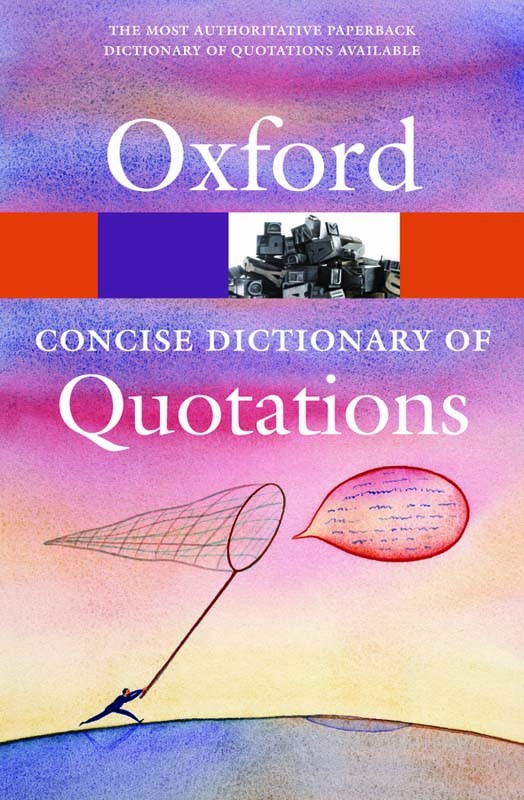 THE MOST AUTHORITATIVE PAPERBACK
DICTIONARY OF QUOTATIONS AVAILABLE
Oxford
CONCISE DICTIONARY OF
Quotations